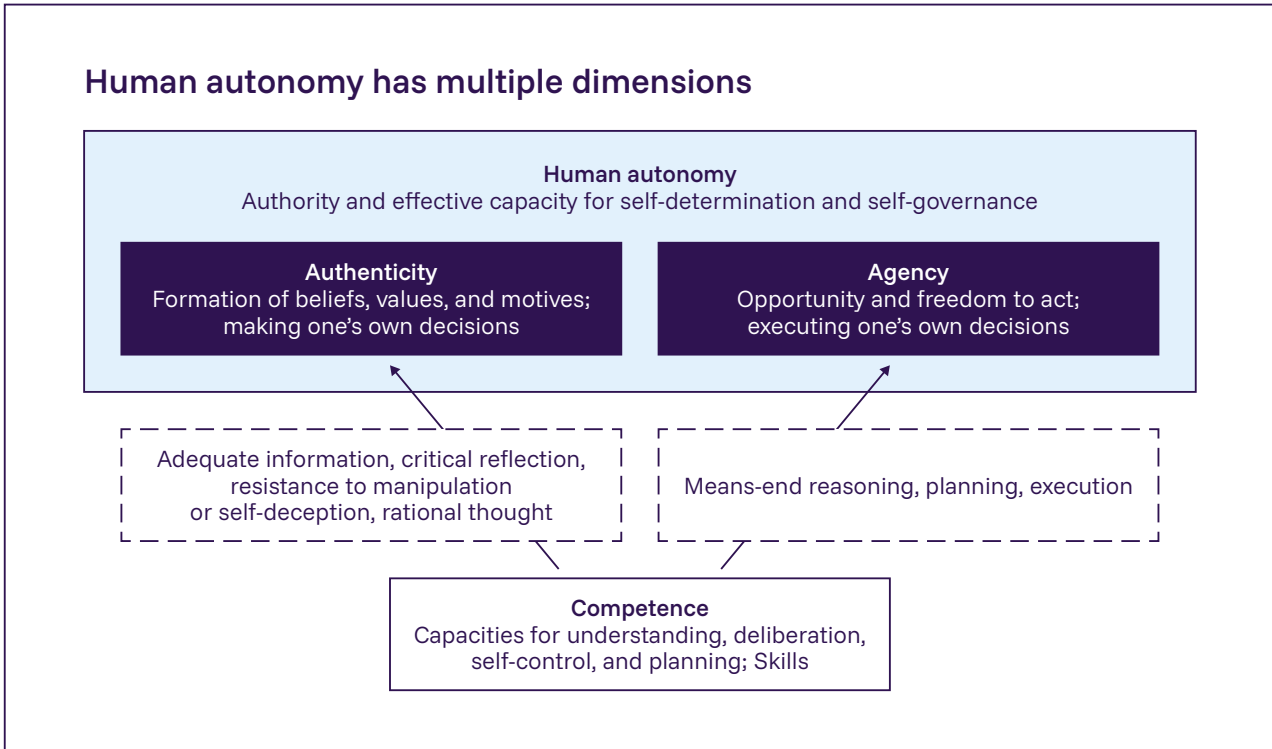 Human autonomy has multiple dimensions
Human autonomy
Authority and effective capacity for self-determination and self-governance
Authenticity
Formation of beliefs, values, and motives;
making one's own decisions
Agency
Opportunity and freedom to act;
executing one's own decisions
Adequate information, critical reflection,
resistance to manipulation
or self-deception, rational thought
Means-end reasoning, planning, execution
Competence
Capacities for understanding, deliberation,
self-control, and planning; Skills